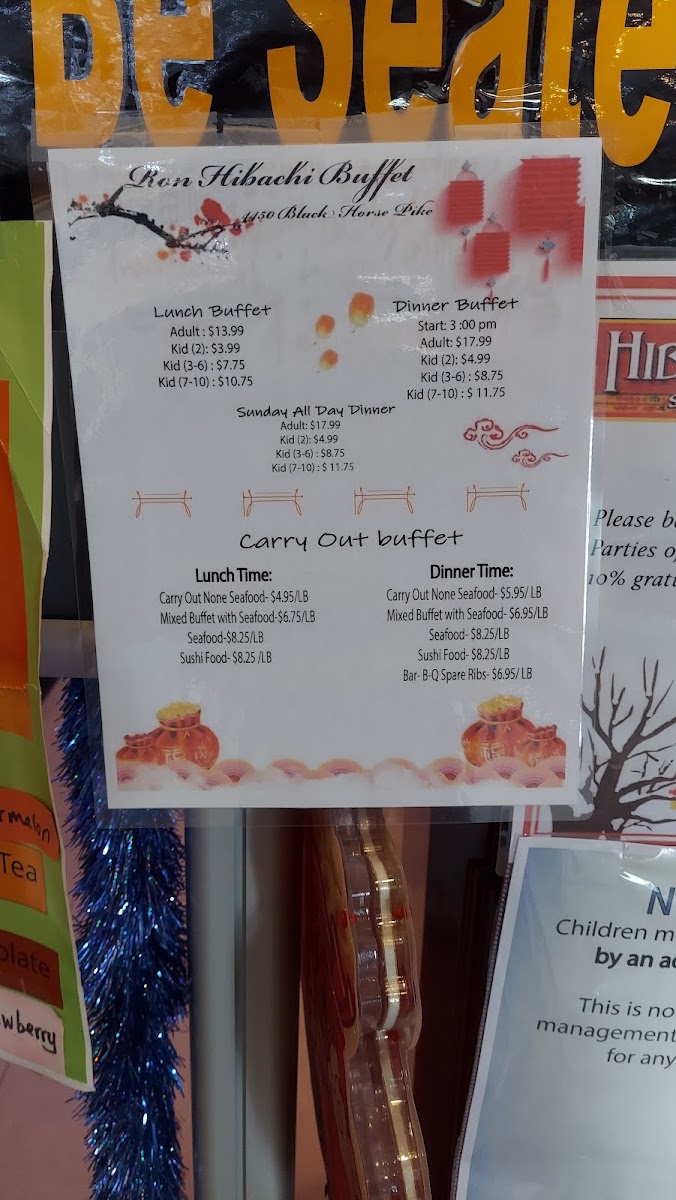 Be Seate
Ron Hibachi Buffet
1450 Black Horse Pike
Lunch Buffet
Adult : $13.99
Kid (2): $3.99
Kid (3-6) : $7.75
Kid (7-10) : $10.75
Dinner Buffet
Start: 3 :00 pm
Adult: $17.99
Kid (2): $4.99
Kid (3-6) : $8.75
Kid (7-10) : $ 11.75
Sunday All Day Dinner
Adult: $17.99
Kid (2): $4.99
Kid (3-6) : $8.75
Kid (7-10) : $ 11.75
Carry Out buffet
Lunch Time:
Carry Out None Seafood- $4.95/LB
Mixed Buffet with Seafood-$6.75/LB
Seafood-$8.25/LB
Sushi Food- $8.25 /LB
Dinner Time:
Carry Out None Seafood- $5.95/ LB
Mixed Buffet with Seafood - $6.95/LB
Seafood- $8.25/LB
Sushi Food- $8.25/LB
Bar- B-Q Spare Ribs- $6.95/ LB
福
福
HIB
S
Please b
Parties o
10% grat
rmelon
Tea
olate
wberry
N
Children m
by an a
This is no
management
for any